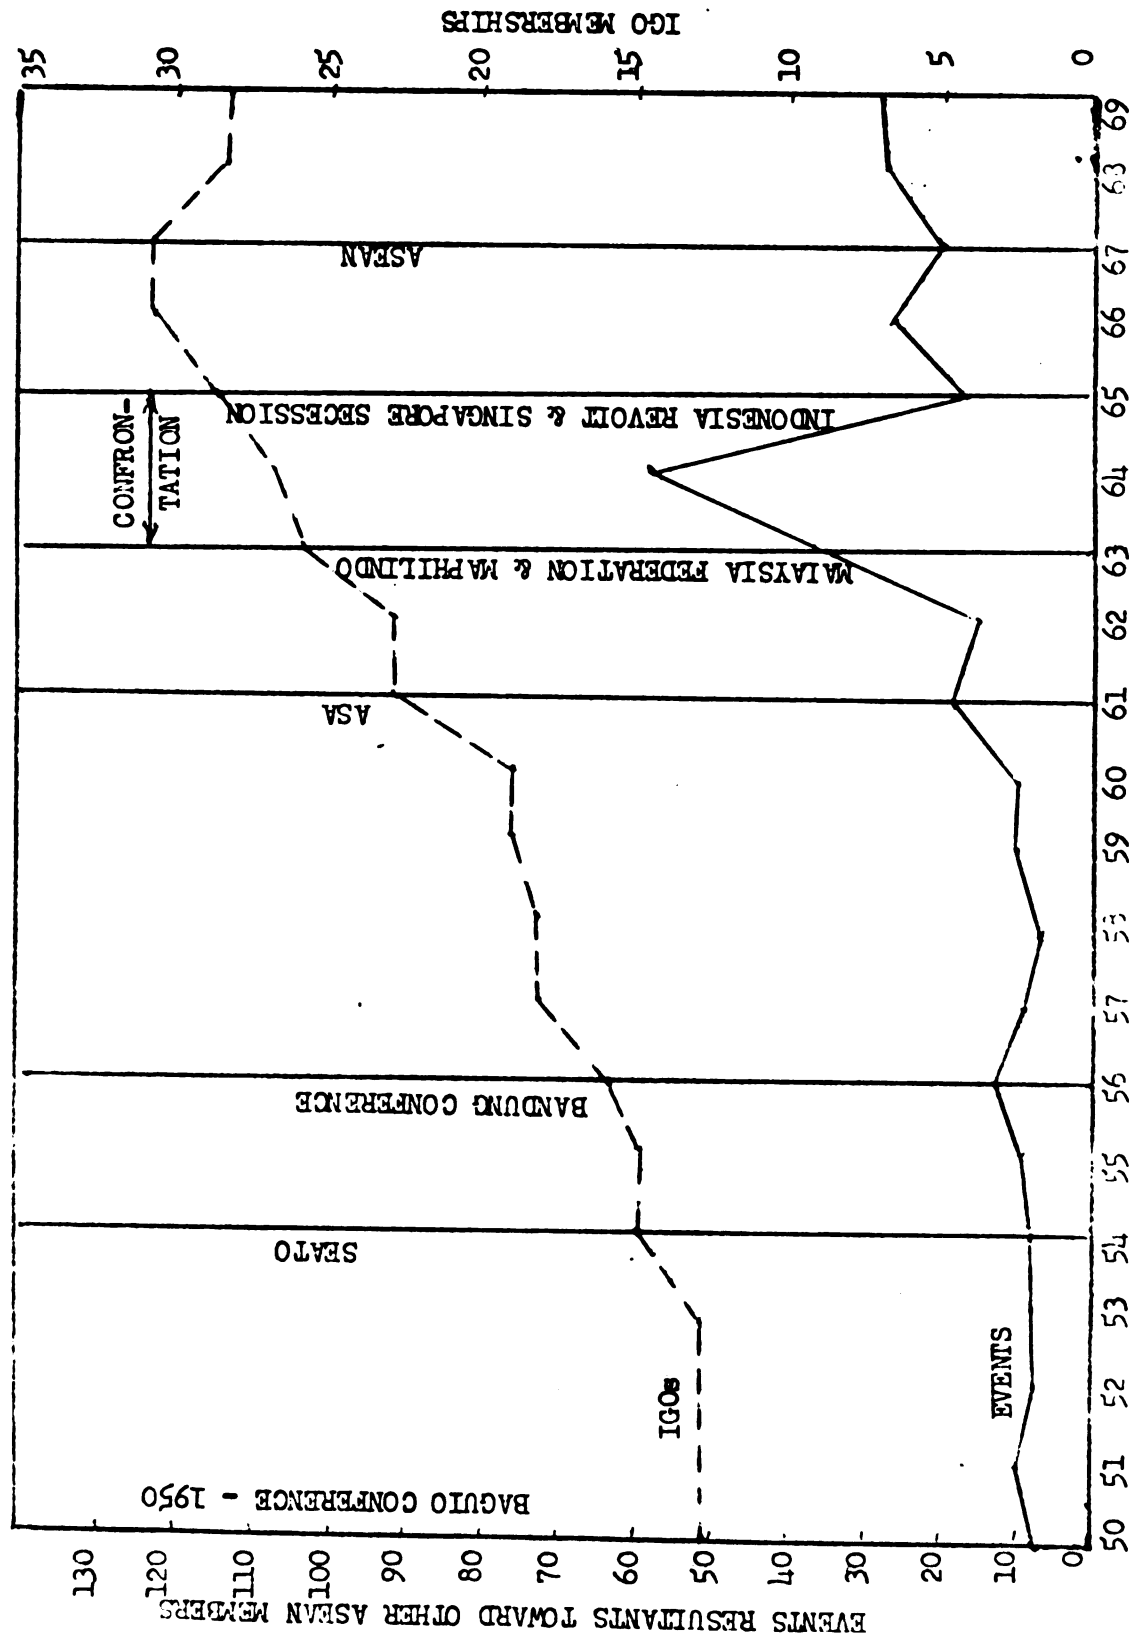 IGO MEMBERSHIPS
35
30
25
20
15
10
5
0
CONFRON-
TATION
ASEAN
INDONESIA REVOLT & SINGAPORE SECESSION
MALAYSIA FEDERATION & MAPHILINDO
ASA
BANDUNG CONFERENCE
SEATO
BAGUIO CONFERENCE - 1950
IGOs
EVENTS
EVENTS RESULTANTS TOWARD OTHER ASEAN MEMBERS
130
120
110
100
90
80
70
60
50
40
30
20
10
0
50 51 52 53 54 55 56 57 58 59 60 61 62 63 64 65 66 67 68 69